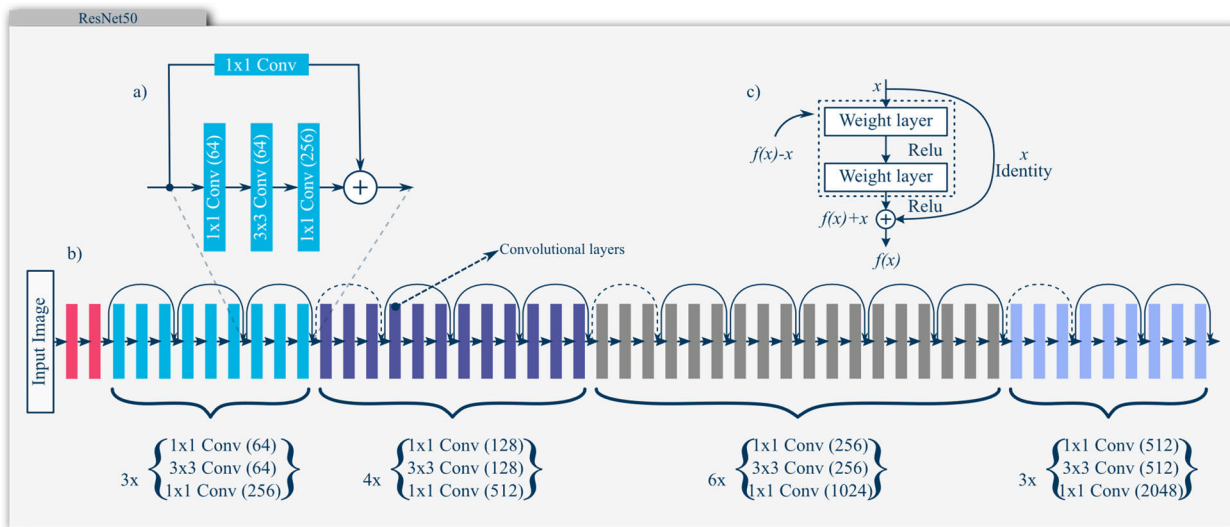 ResNet50
a)
1x1 Conv
1x1 Conv (64)
3x3 Conv (64)
1x1 Conv (256)
+
c)
x
Weight layer
Relu
f(x)-x
Weight layer
x
Identity
Relu
f(x)+x
+
f(x)
b)
Convolutional layers
Input Image
3x
1x1 Conv (64)
3x3 Conv (64)
1x1 Conv (256)
4x
1x1 Conv (128)
3x3 Conv (128)
1x1 Conv (512)
6x
1x1 Conv (256)
3x3 Conv (256)
1x1 Conv (1024)
3x
1x1 Conv (512)
3x3 Conv (512)
1x1 Conv (2048)